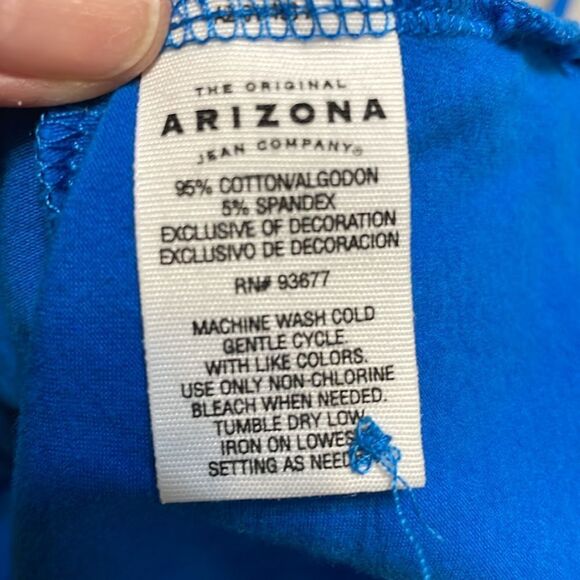 THE ORIGINAL
ARIZONA
JEAN COMPANY®
95% COTTON/ALGODON
5% SPANDEX
EXCLUSIVE OF DECORATION
EXCLUSIVO DE DECORACION
RN# 93677
MACHINE WASH COLD
GENTLE CYCLE.
WITH LIKE COLORS.
USE ONLY NON-CHLORINE
BLEACH WHEN NEEDED.
TUMBLE DRY LOW
IRON ON LOWES
SETTING AS NEED